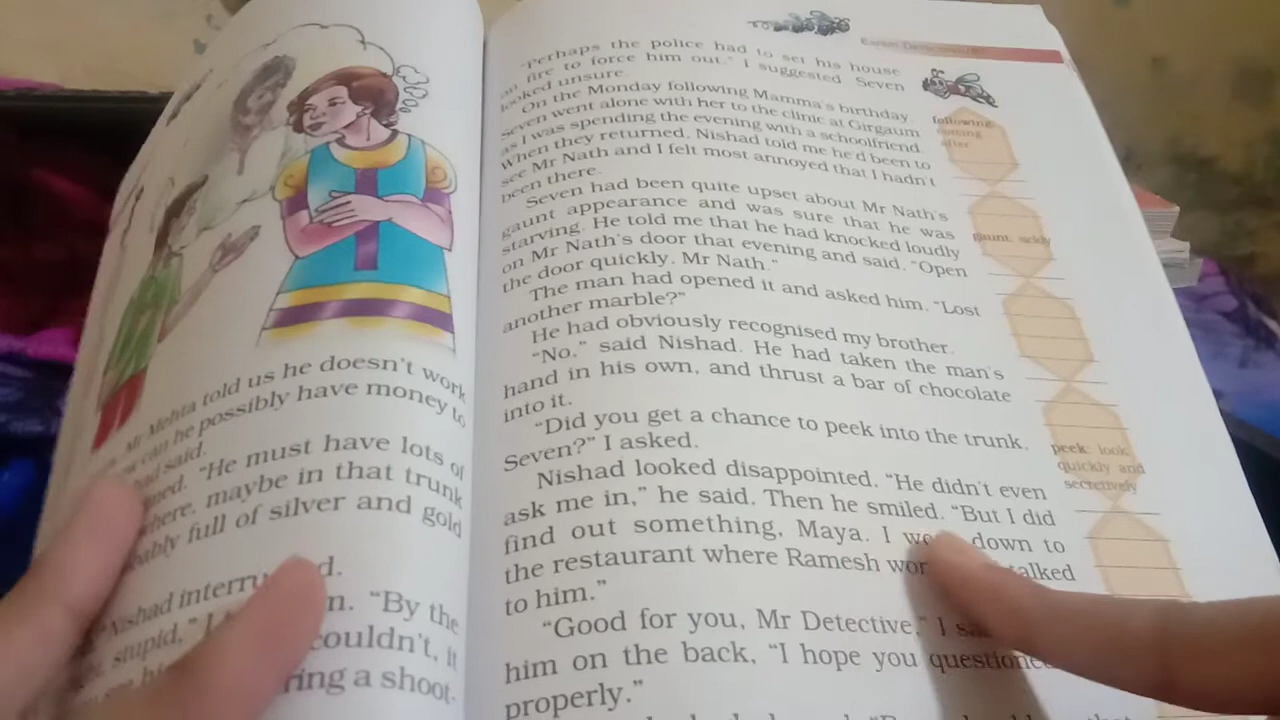 Mr Mehta told us he doesn't work
can he possibly have money to
said.
"He must have lots of
where, maybe in that trunk
full of silver and gold
Nishad interru d.
stupid," "By the
couldn't, it
ring a shoot-
"Perhaps the police had to set his house
on fire to force him out." I suggested Seven
looked unsure.
On the Monday following Mamma's birthday,
Seven went alone with her to the clinic at Girgaum
as I was spending the evening with a schoolfriend.
When they returned, Nishad told me he'd been to
see Mr Nath and I felt most annoyed that I hadn't
been there.
Seven had been quite upset about Mr Nath's
gaunt appearance and was sure that he was
starving. He told me that he had knocked loudly
on Mr Nath's door that evening and said, "Open
the door quickly, Mr Nath."
The man had opened it and asked him, "Lost
another marble?"
He had obviously recognised my brother.
"No," said Nishad. He had taken the man's
hand in his own, and thrust a bar of chocolate
into it.
"Did you get a chance to peek into the trunk,
Seven?" I asked.
Nishad looked disappointed. "He didn't even
ask me in," he said. Then he smiled. "But I did
find out something, Maya. I down to
the restaurant where Ramesh talked
to him."
"Good for you, Mr Detective," I
him on the back, "I hope you questione
properly."
following:
coming
after
gaunt: sickly
peek: look
quickly and
secretively